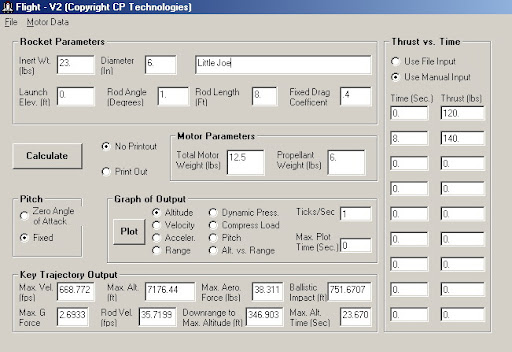 Flight - V2 (Copyright CP Technologies)
File Motor Data
Rocket Parameters
Inert Wt. (lbs) 23. Diameter (In) 6. Little Joe
Launch Elev. (ft) 0. Rod Angle (Degrees) 1. Rod Length (Ft) 8. Fixed Drag Coefficent .4
Calculate
No Printout
Print Out
Motor Parameters
Total Motor Weight (lbs) 12.5 Propellant Weight (lbs) 6.
Pitch
Zero Angle of Attack
Fixed
Graph of Output
Plot
Altitude Dynamic Press. Ticks/Sec 1
Velocity Compress Load
Acceler. Pitch Max. Plot Time (Sec.) 0
Range Alt. vs. Range
Key Trajectory Output
Max. Vel. (fps) 668.772 Max. Alt. (ft) 7176.44 Max. Aero. Force (lbs) 38.311 Ballistic Impact (ft) 751.6707
Max. G Force 2.6933 Rod Vel. (fps) 35.7199 Downrange to Max. Altitude (ft) 346.903 Max. Alt. Time (Sec) 23.670
Thrust vs. Time
Use File Input
Use Manual Input
Time (Sec.) Thrust (lbs)
0. 120.
8. 140.
0. 0.
0. 0.
0. 0.
0. 0.
0. 0.
0. 0.
0. 0.
0. 0.